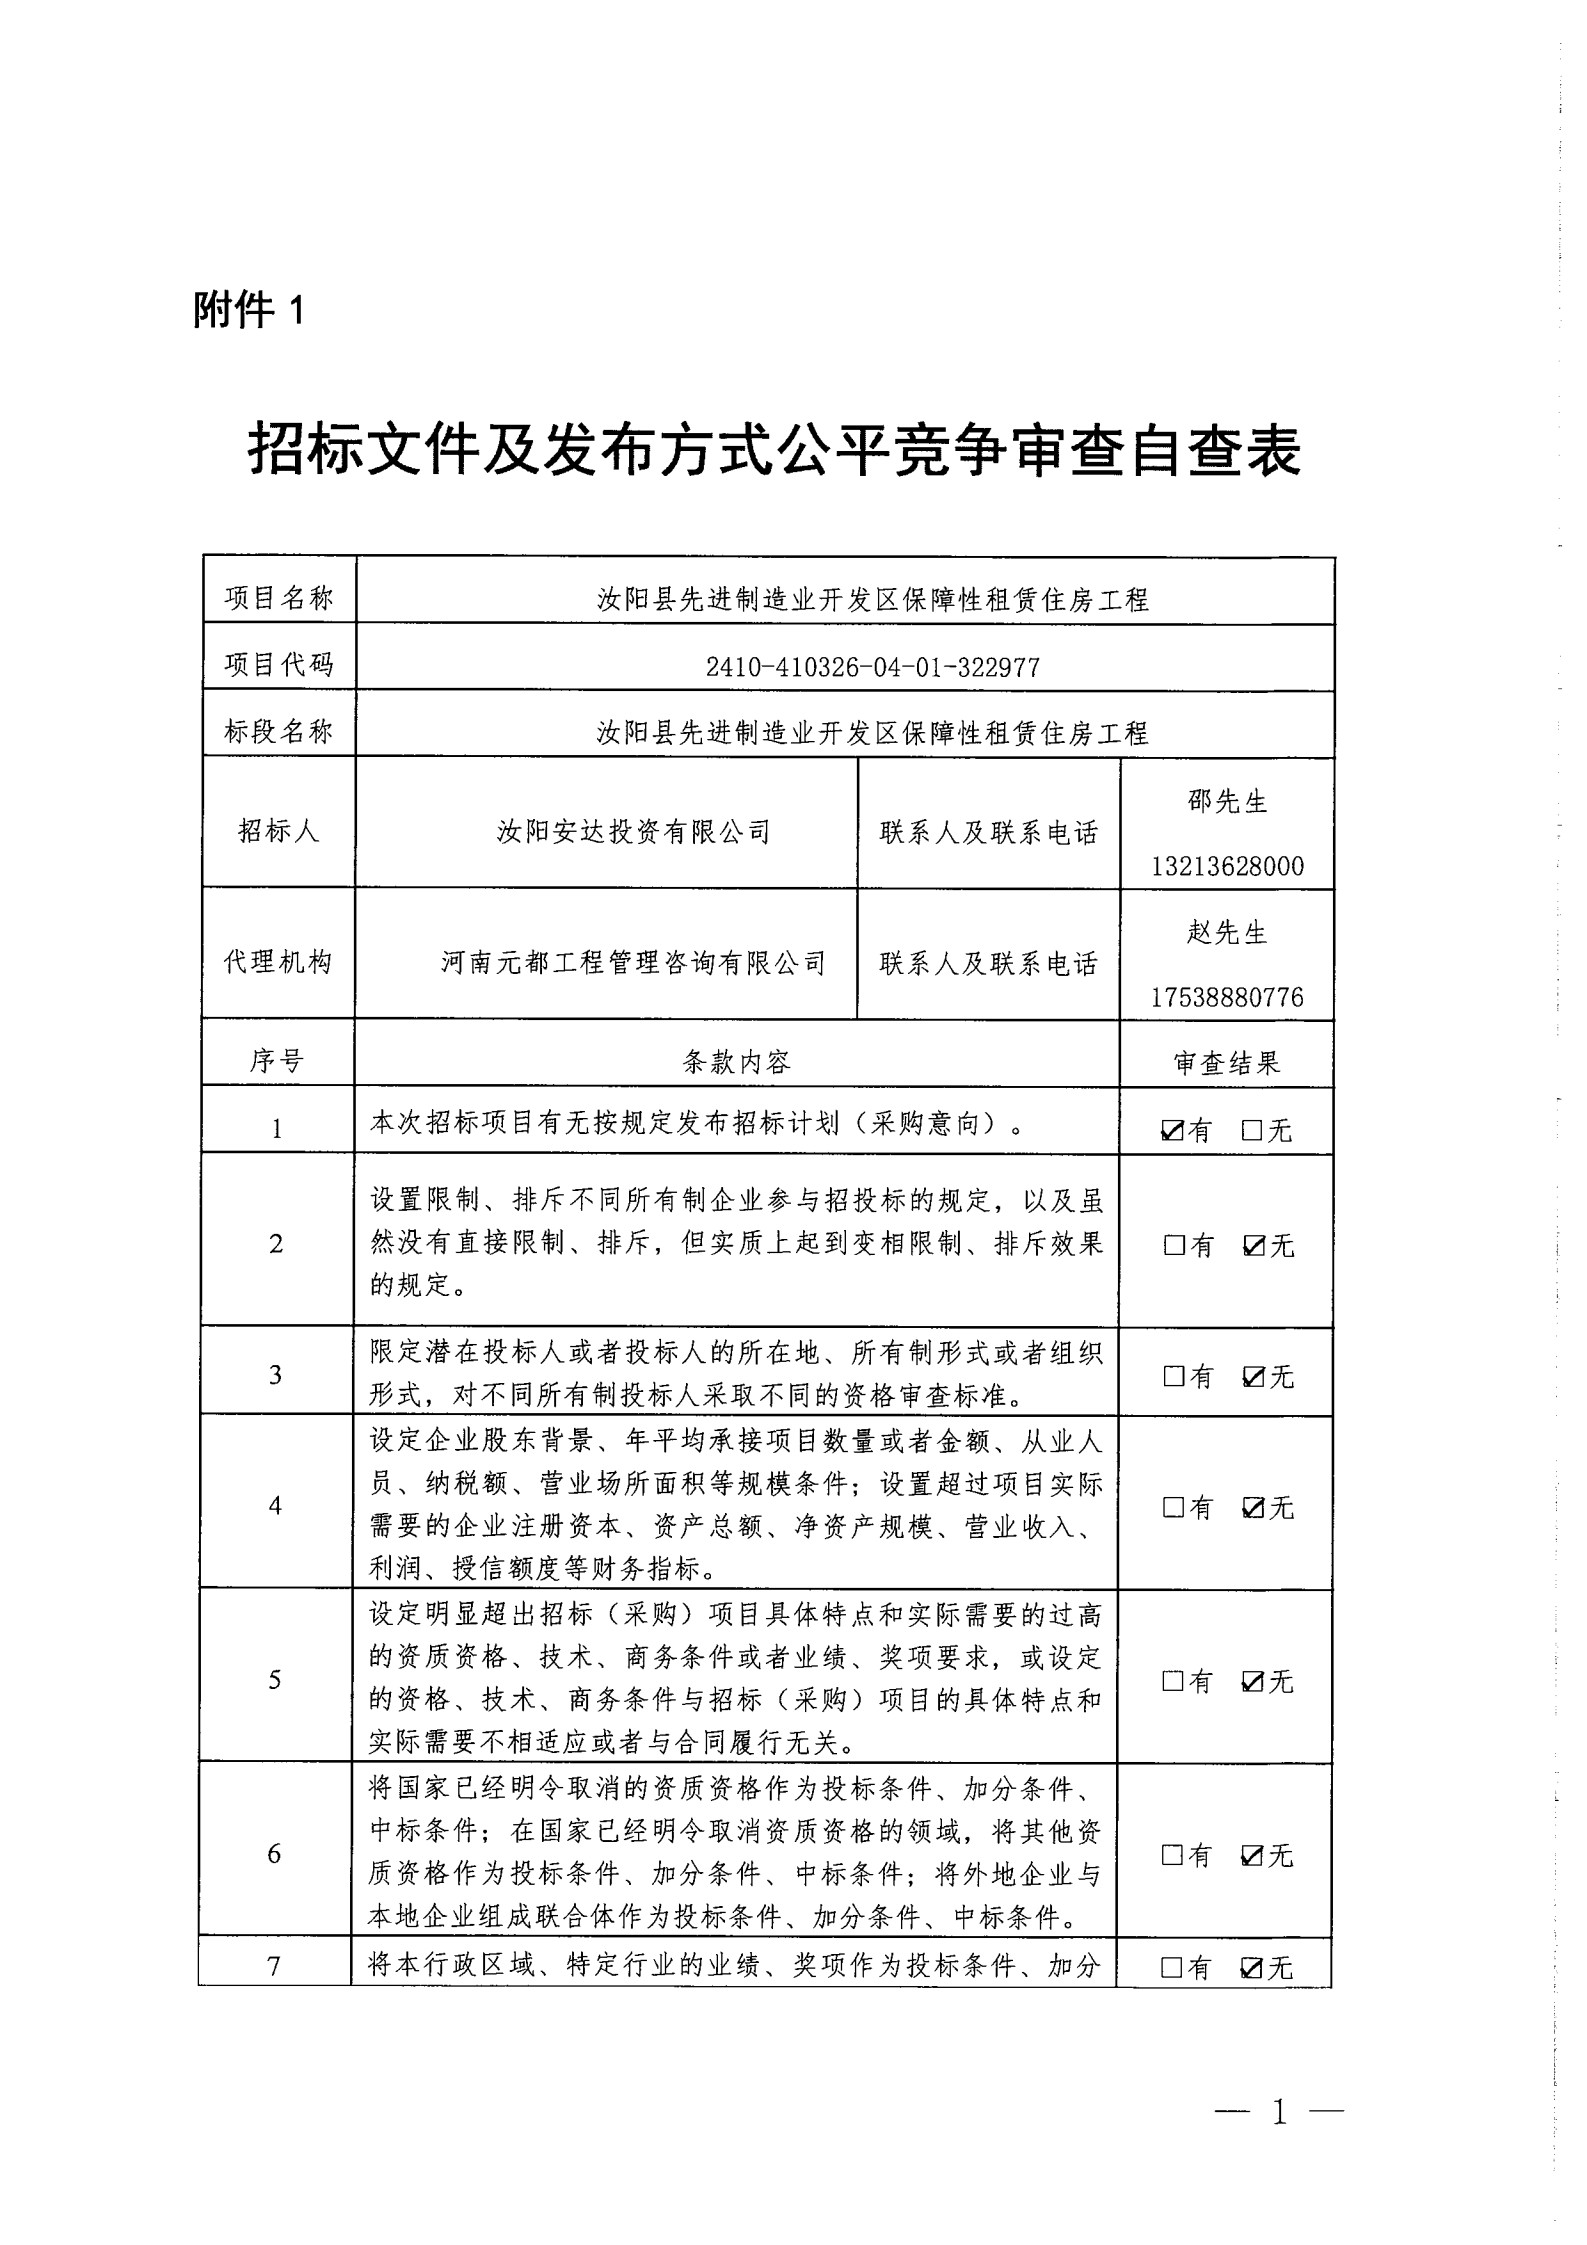 附件 1
招标文件及发布方式公平竞争审查自查表
项目名称
汝阳县先进制造业开发区保障性租赁住房工程
项目代码
2410-410326-04-01-322977
标段名称
汝阳县先进制造业开发区保障性租赁住房工程
招标人
汝阳安达投资有限公司
联系人及联系电话
邵先生
13213628000
代理机构
河南元都工程管理咨询有限公司
联系人及联系电话
赵先生
17538880776
序号
条款内容
审查结果
1
本次招标项目有无按规定发布招标计划（采购意向）。
☑有 □无
2
设置限制、排斥不同所有制企业参与招投标的规定，以及虽
然没有直接限制、排斥，但实质上起到变相限制、排斥效果
的规定。
□有 ☑无
3
限定潜在投标人或者投标人的所在地、所有制形式或者组织
形式，对不同所有制投标人采取不同的资格审查标准。
□有 ☑无
4
设定企业股东背景、年平均承接项目数量或者金额、从业人
员、纳税额、营业场所面积等规模条件；设置超过项目实际
需要的企业注册资本、资产总额、净资产规模、营业收入、
利润、授信额度等财务指标。
□有 ☑无
5
设定明显超出招标（采购）项目具体特点和实际需要的过高
的资质资格、技术、商务条件或者业绩、奖项要求，或设定
的资格、技术、商务条件与招标（采购）项目的具体特点和
实际需要不相适应或者与合同履行无关。
□有 ☑无
6
将国家已经明令取消的资质资格作为投标条件、加分条件、
中标条件；在国家已经明令取消资质资格的领域，将其他资
质资格作为投标条件、加分条件、中标条件；将外地企业与
本地企业组成联合体作为投标条件、加分条件、中标条件。
□有 ☑无
7
将本行政区域、特定行业的业绩、奖项作为投标条件、加分
□有 ☑无
— 1 —